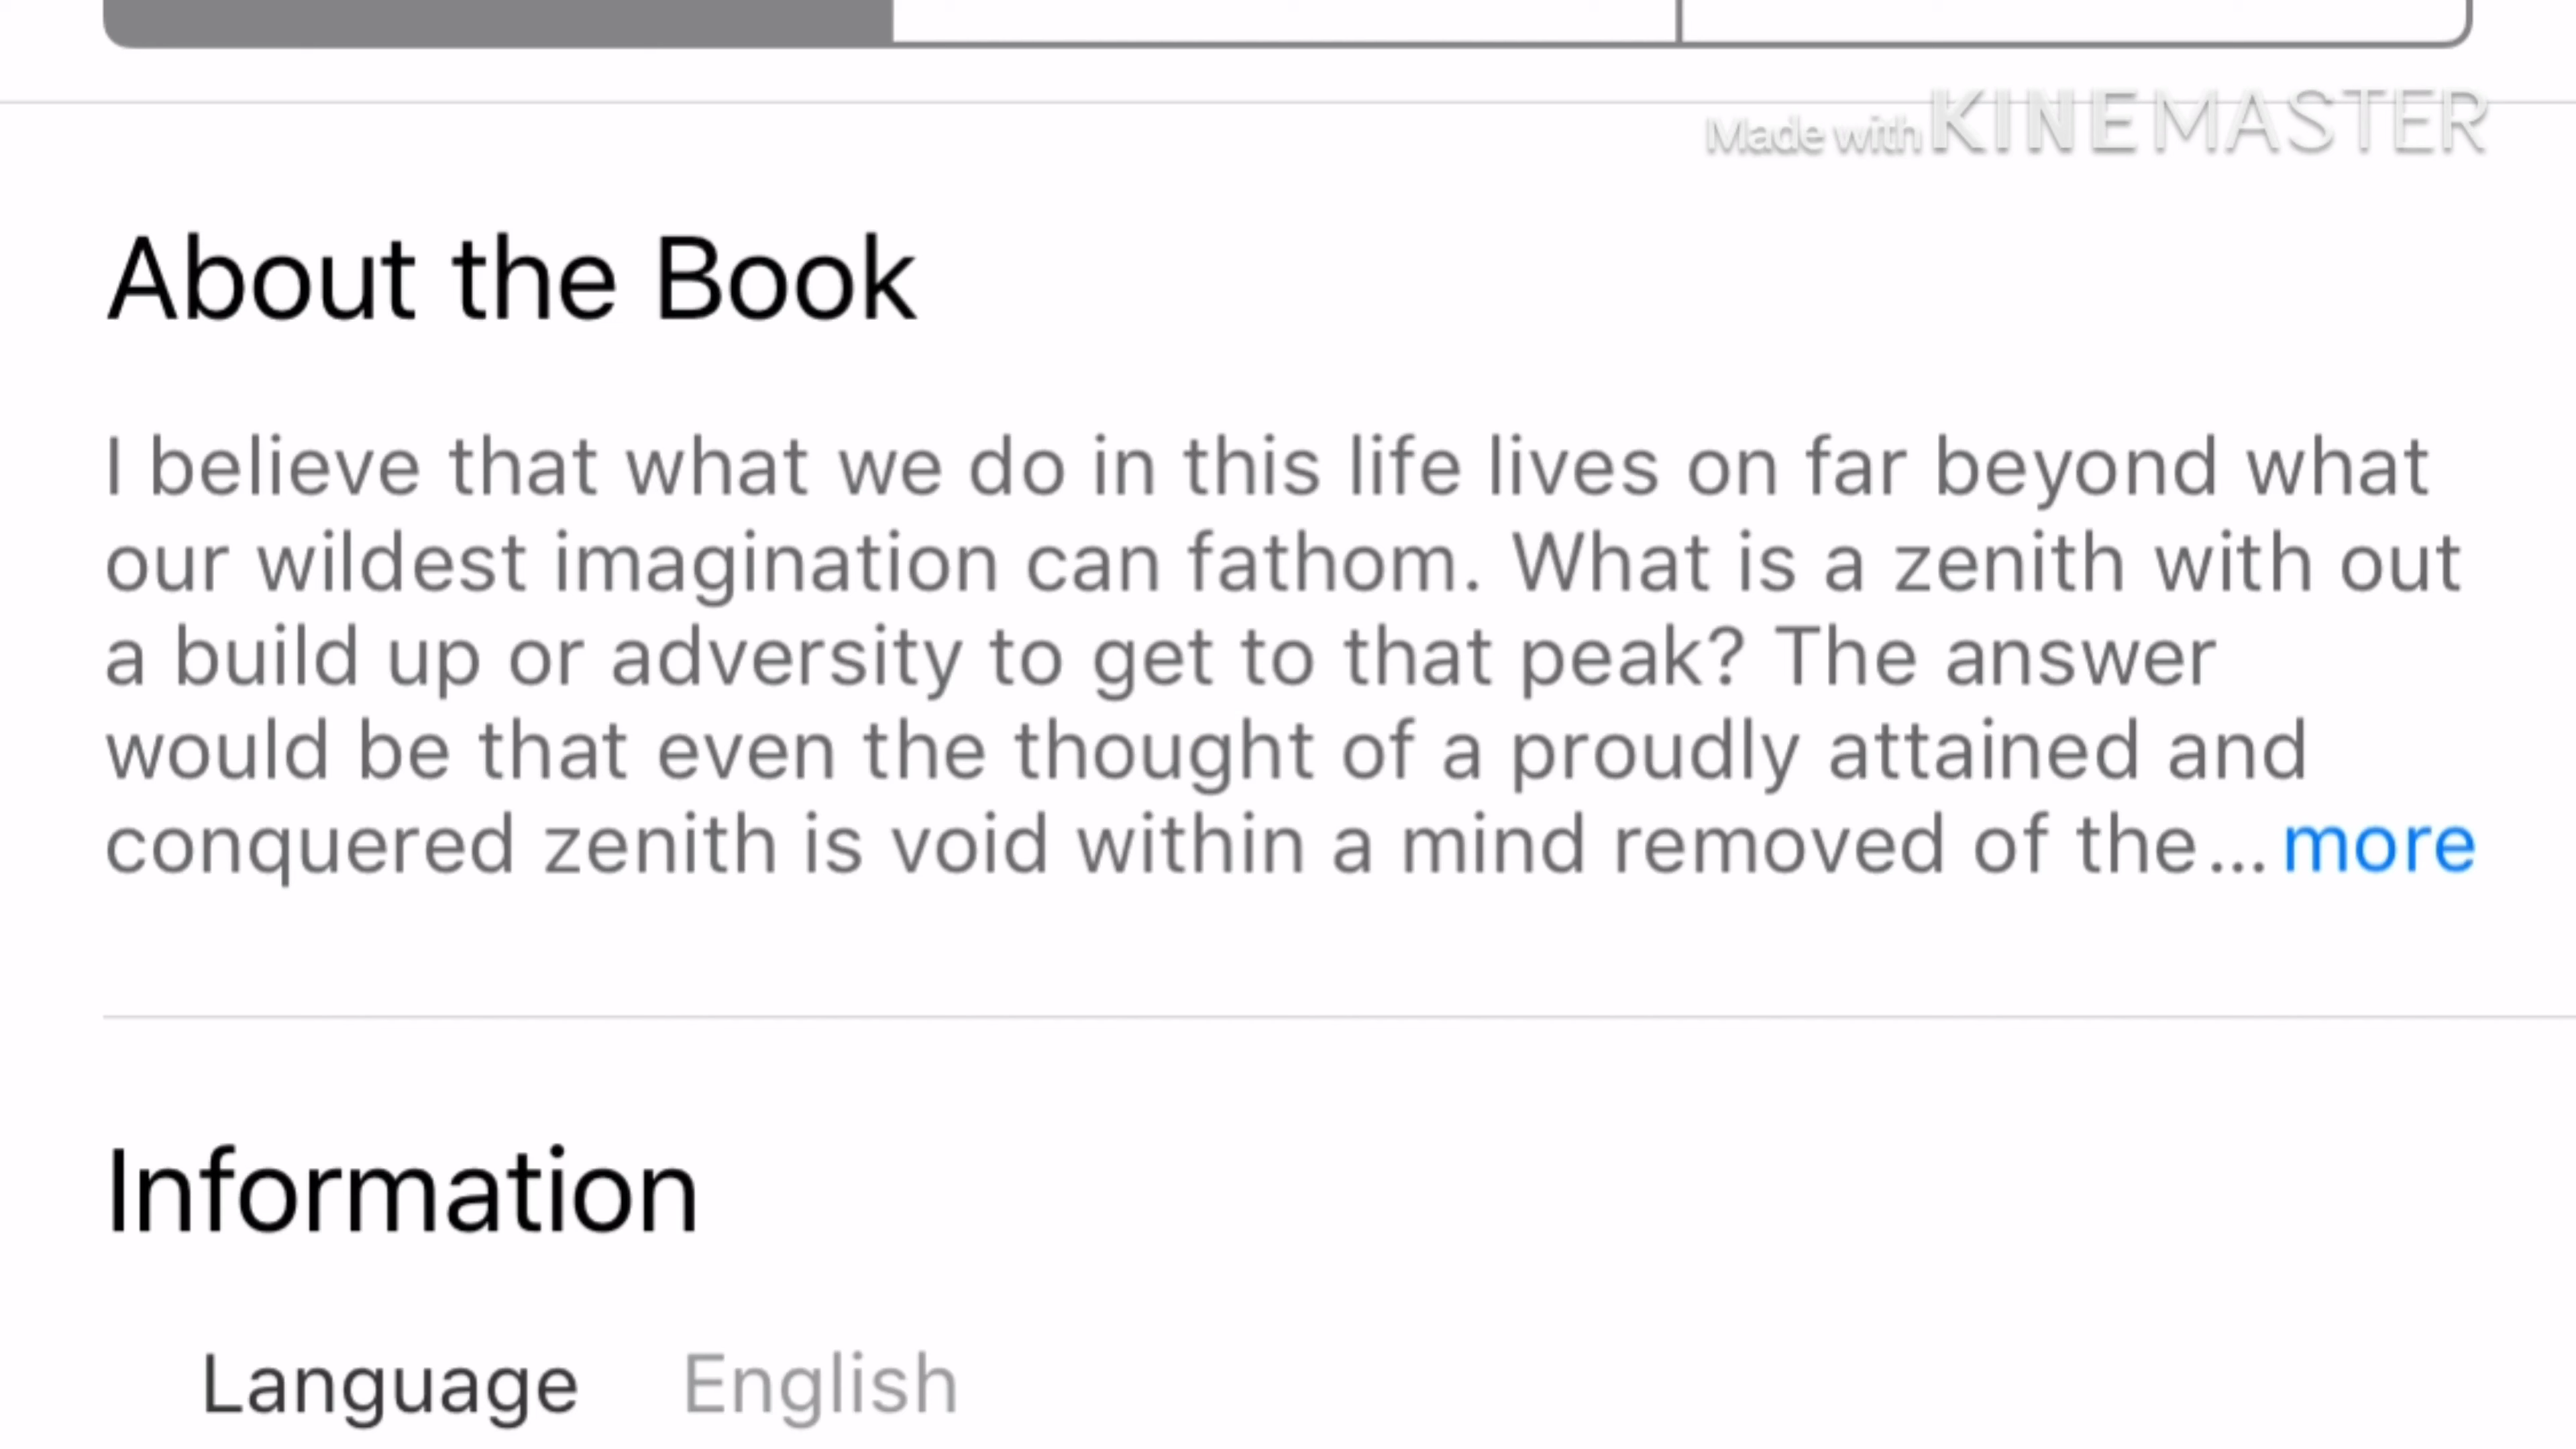 Made with KINEMASTER
About the Book
I believe that what we do in this life lives on far beyond what
our wildest imagination can fathom. What is a zenith with out
a build up or adversity to get to that peak? The answer
would be that even the thought of a proudly attained and
conquered zenith is void within a mind removed of the... more
Information
Language English